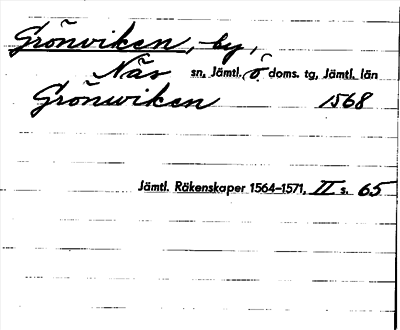 Grönviken, by,
Näs sn, Jämtl. ö doms. tg, Jämtl. län
Grönwiken 1568
Jämtl. Räkenskaper 1564–1571, II s. 65